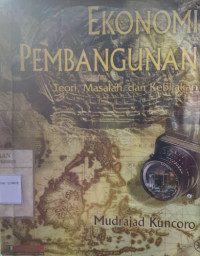 EKONOMI
PEMBANGUNAN
Teori, Masalah, dan Kebijakan
Mudrajad Kuncoro